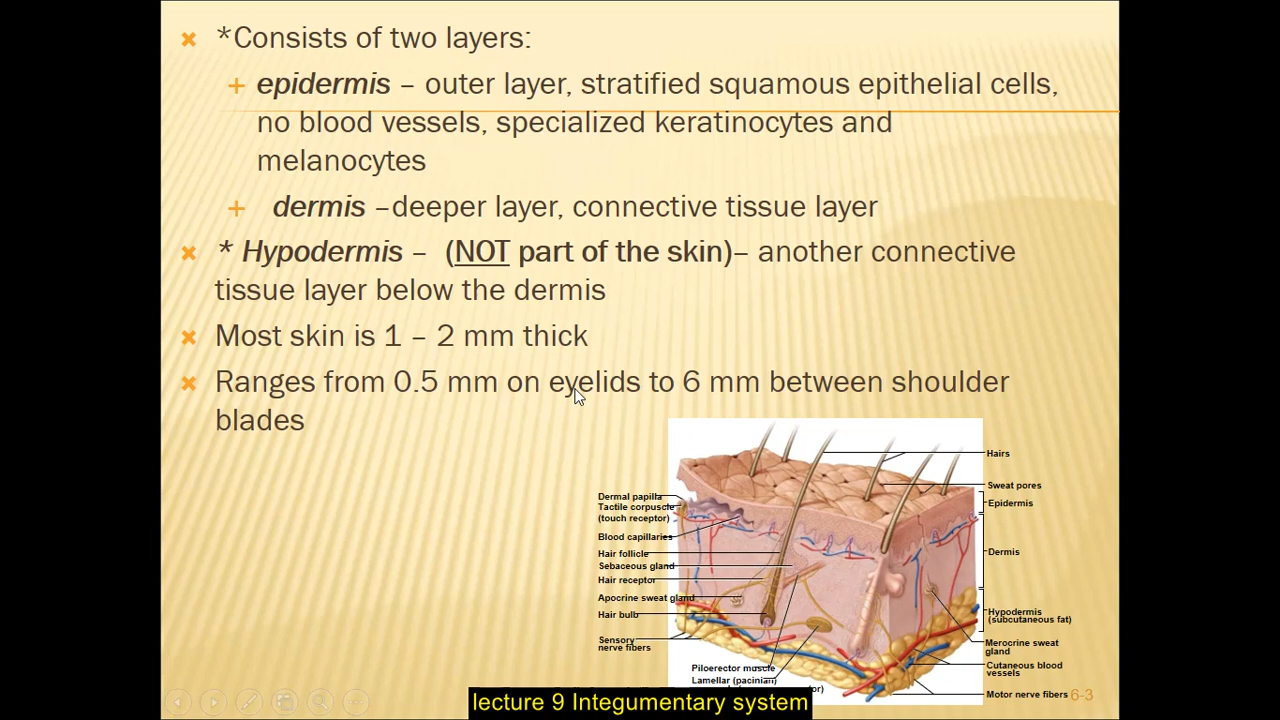 *Consists of two layers:
epidermis – outer layer, stratified squamous epithelial cells,
no blood vessels, specialized keratinocytes and
melanocytes
dermis –deeper layer, connective tissue layer
* Hypodermis – (NOT part of the skin)– another connective
tissue layer below the dermis
Most skin is 1 – 2 mm thick
Ranges from 0.5 mm on eyelids to 6 mm between shoulder
blades
Hairs
Sweat pores
Epidermis
Dermis
Hypodermis
(subcutaneous fat)
Merocrine sweat
gland
Cutaneous blood
vessels
Motor nerve fibers
Dermal papilla
Tactile corpuscle
(touch receptor)
Blood capillaries
Hair follicle
Sebaceous gland
Hair receptor
Apocrine sweat gland
Hair bulb
Sensory
nerve fibers
Piloerector muscle
Lamellar (pacinian)
6-3
lecture 9 Integumentary system